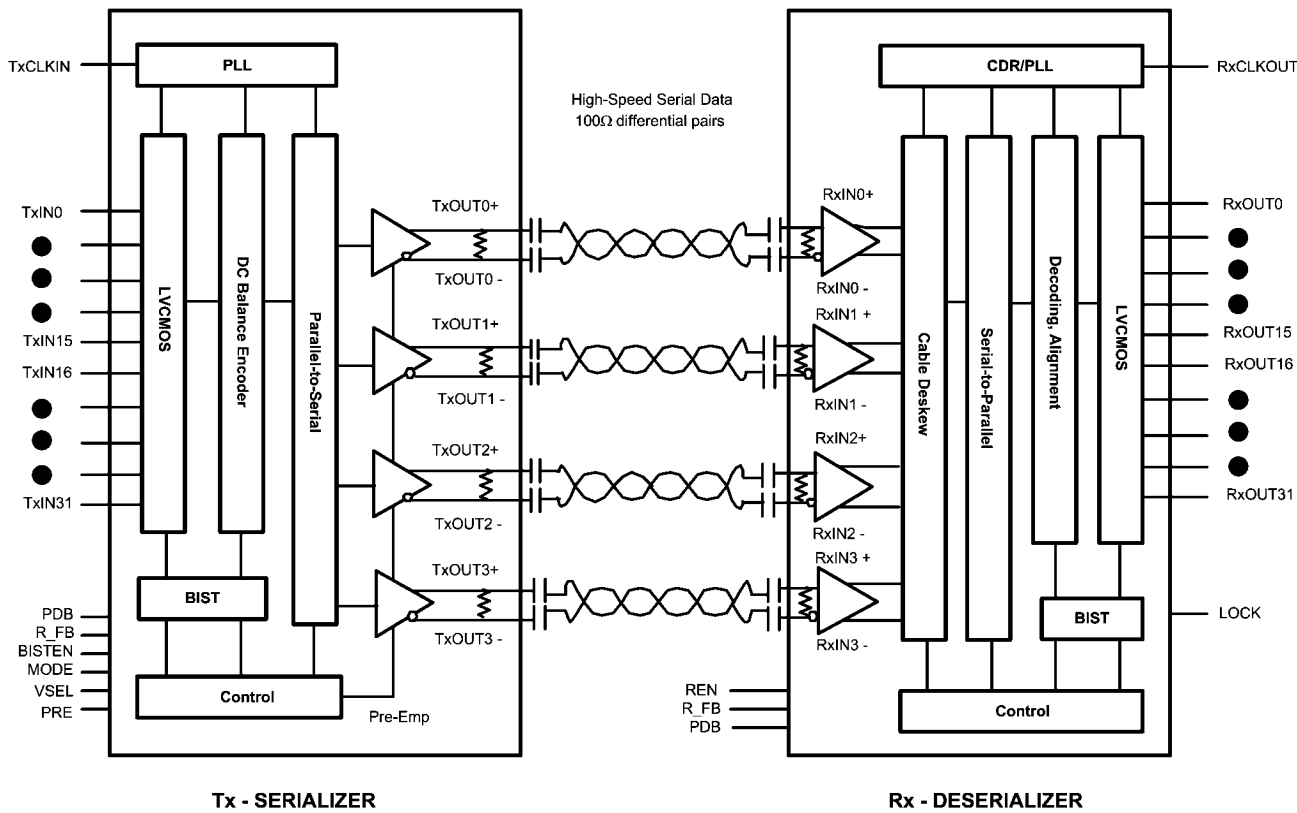 TxCLKIN
PLL
High-Speed Serial Data
100Ω differential pairs
CDR/PLL
RxCLKOUT
TxIN0
TxIN15
TxIN16
TxIN31
LVCMOS
DC Balance Encoder
Parallel-to-Serial
TxOUT0+
TxOUT0 -
TxOUT1+
TxOUT1 -
TxOUT2+
TxOUT2 -
TxOUT3+
TxOUT3 -
RxIN0+
RxIN0 -
RxIN1 +
RxIN1 -
RxIN2+
RxIN2 -
RxIN3 +
RxIN3 -
Cable Deskew
Serial-to-Parallel
Decoding, Alignment
LVCMOS
RxOUT0
RxOUT15
RxOUT16
RxOUT31
BIST
PDB
R_FB
BISTEN
MODE
VSEL
PRE
Control
Pre-Emp
BIST
LOCK
REN
R_FB
PDB
Control
Tx - SERIALIZER
Rx - DESERIALIZER